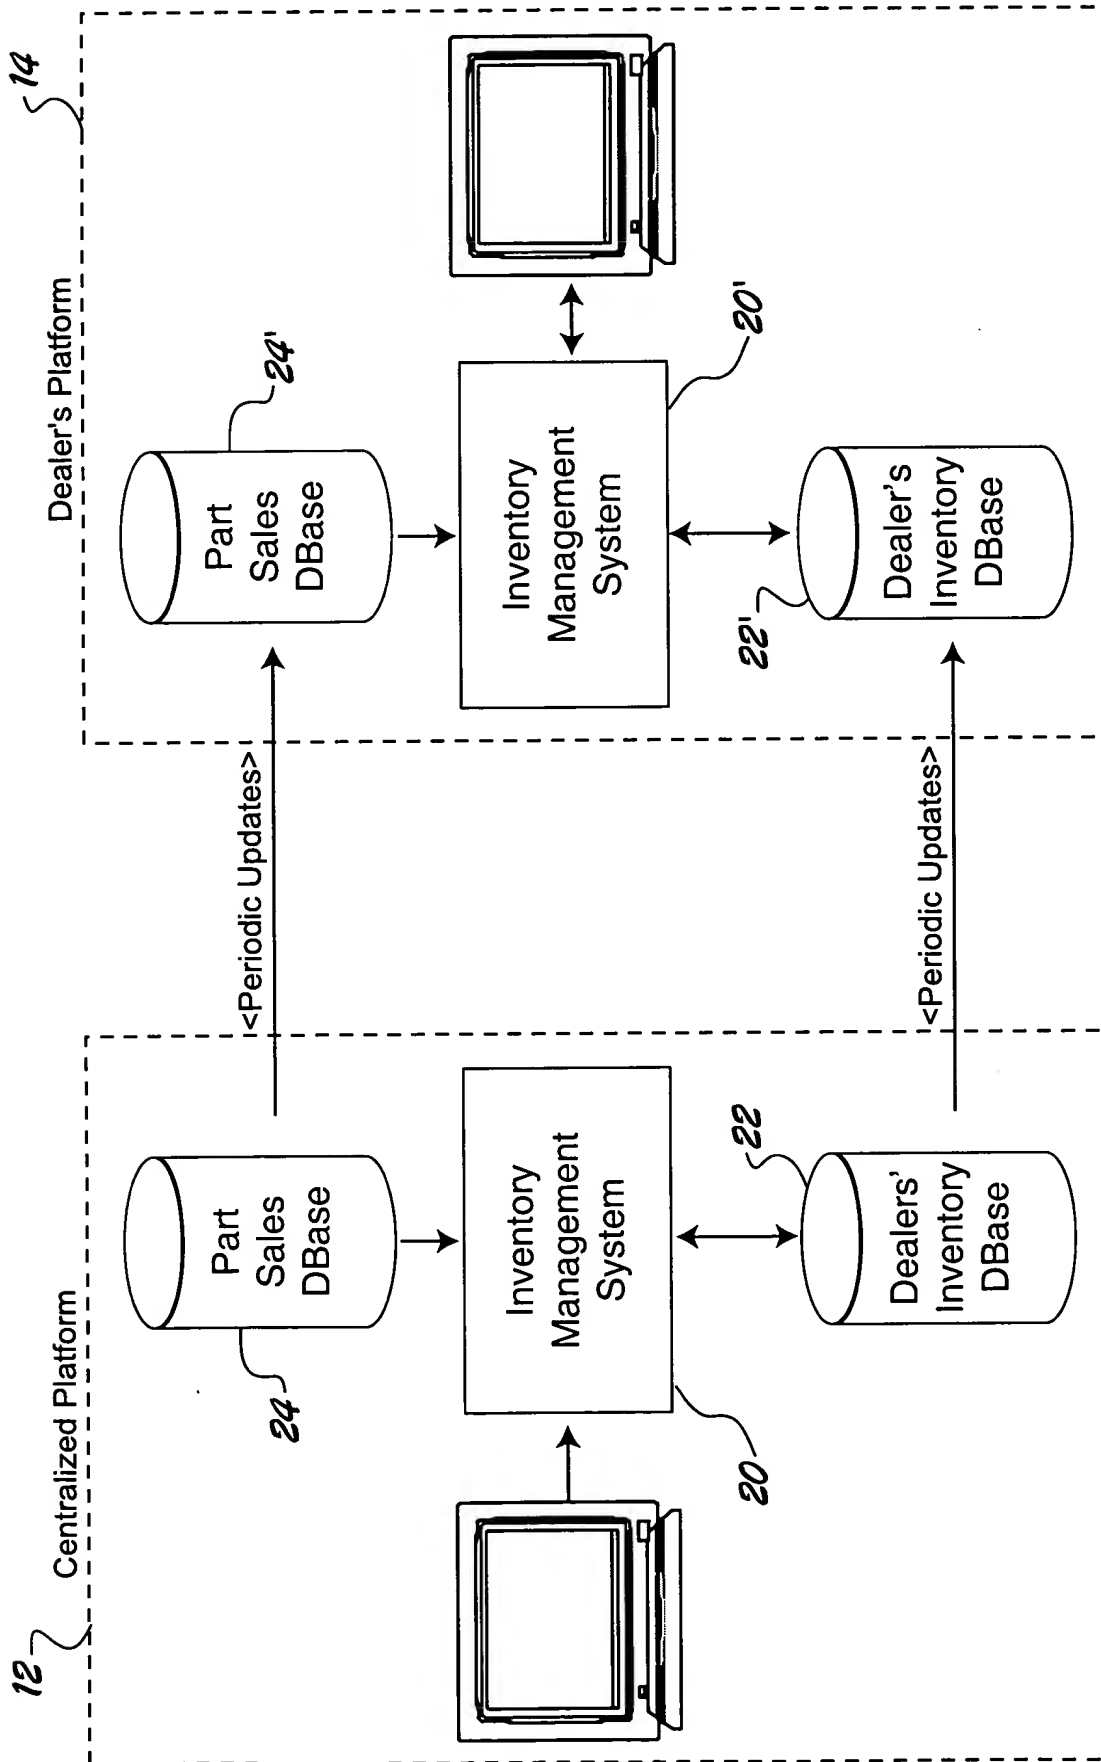 12
Centralized Platform
24
Part
Sales
DBase
Inventory
Management
System
20
22
Dealers'
Inventory
DBase
<Periodic Updates>
<Periodic Updates>
14
Dealer's Platform
24'
Part
Sales
DBase
Inventory
Management
System
20'
22'
Dealer's
Inventory
DBase